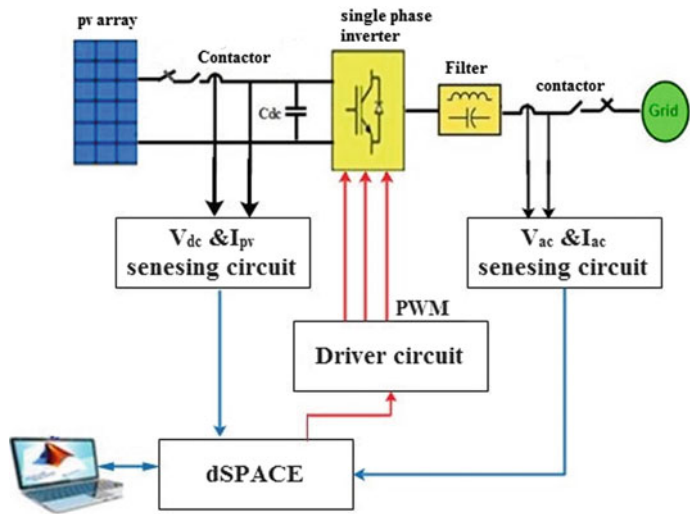 pv array
single phase
inverter
Contactor
Filter
contactor
Cdc
Grid
Vdc &Ipv
senesing circuit
Vac &Iac
senesing circuit
PWM
Driver circuit
dSPACE